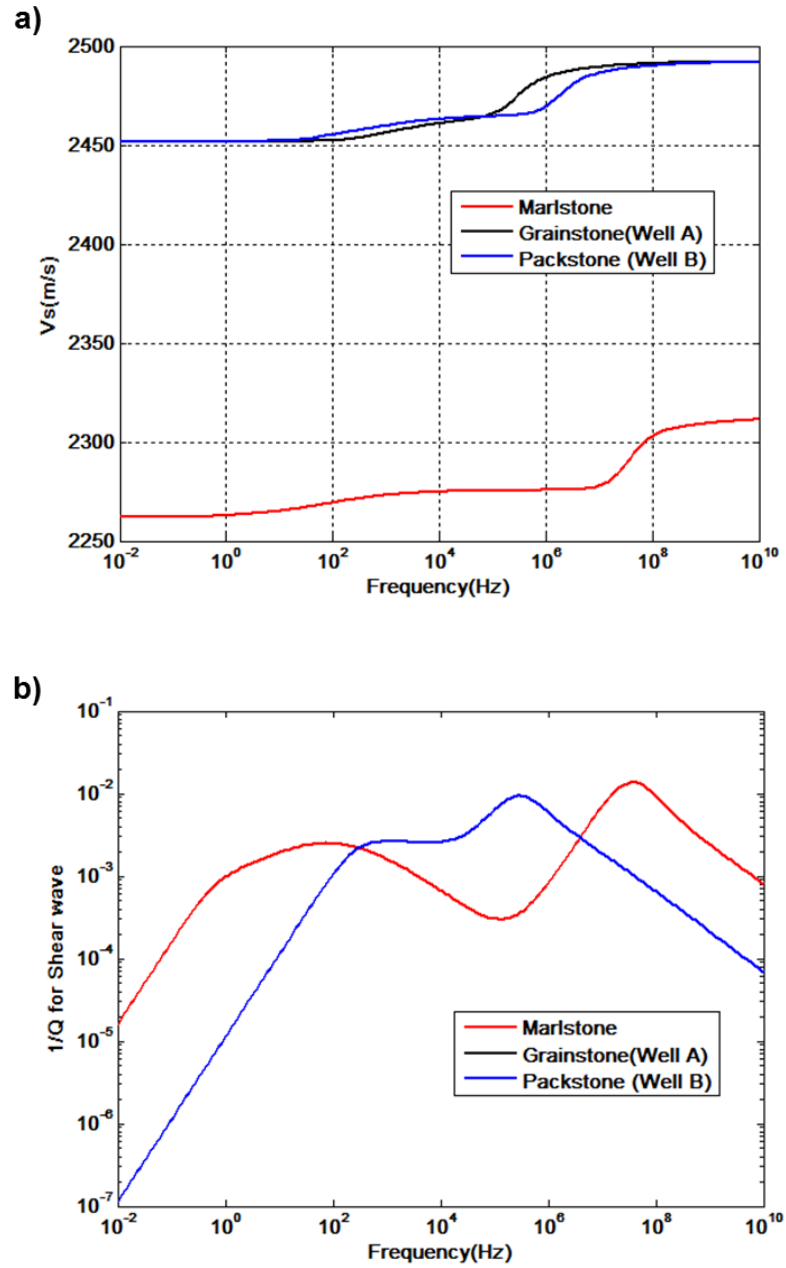 a)
2500
2450
2400
2350
2300
2250
Vs(m/s)
Marlstone
Grainstone(Well A)
Packstone (Well B)
10^-2 10^0 10^2 10^4 10^6 10^8 10^10
Frequency(Hz)
b)
10^-1
10^-2
10^-3
10^-4
10^-5
10^-6
10^-7
1/Q for Shear wave
Marlstone
Grainstone(Well A)
Packstone (Well B)
10^-2 10^0 10^2 10^4 10^6 10^8 10^10
Frequency(Hz)